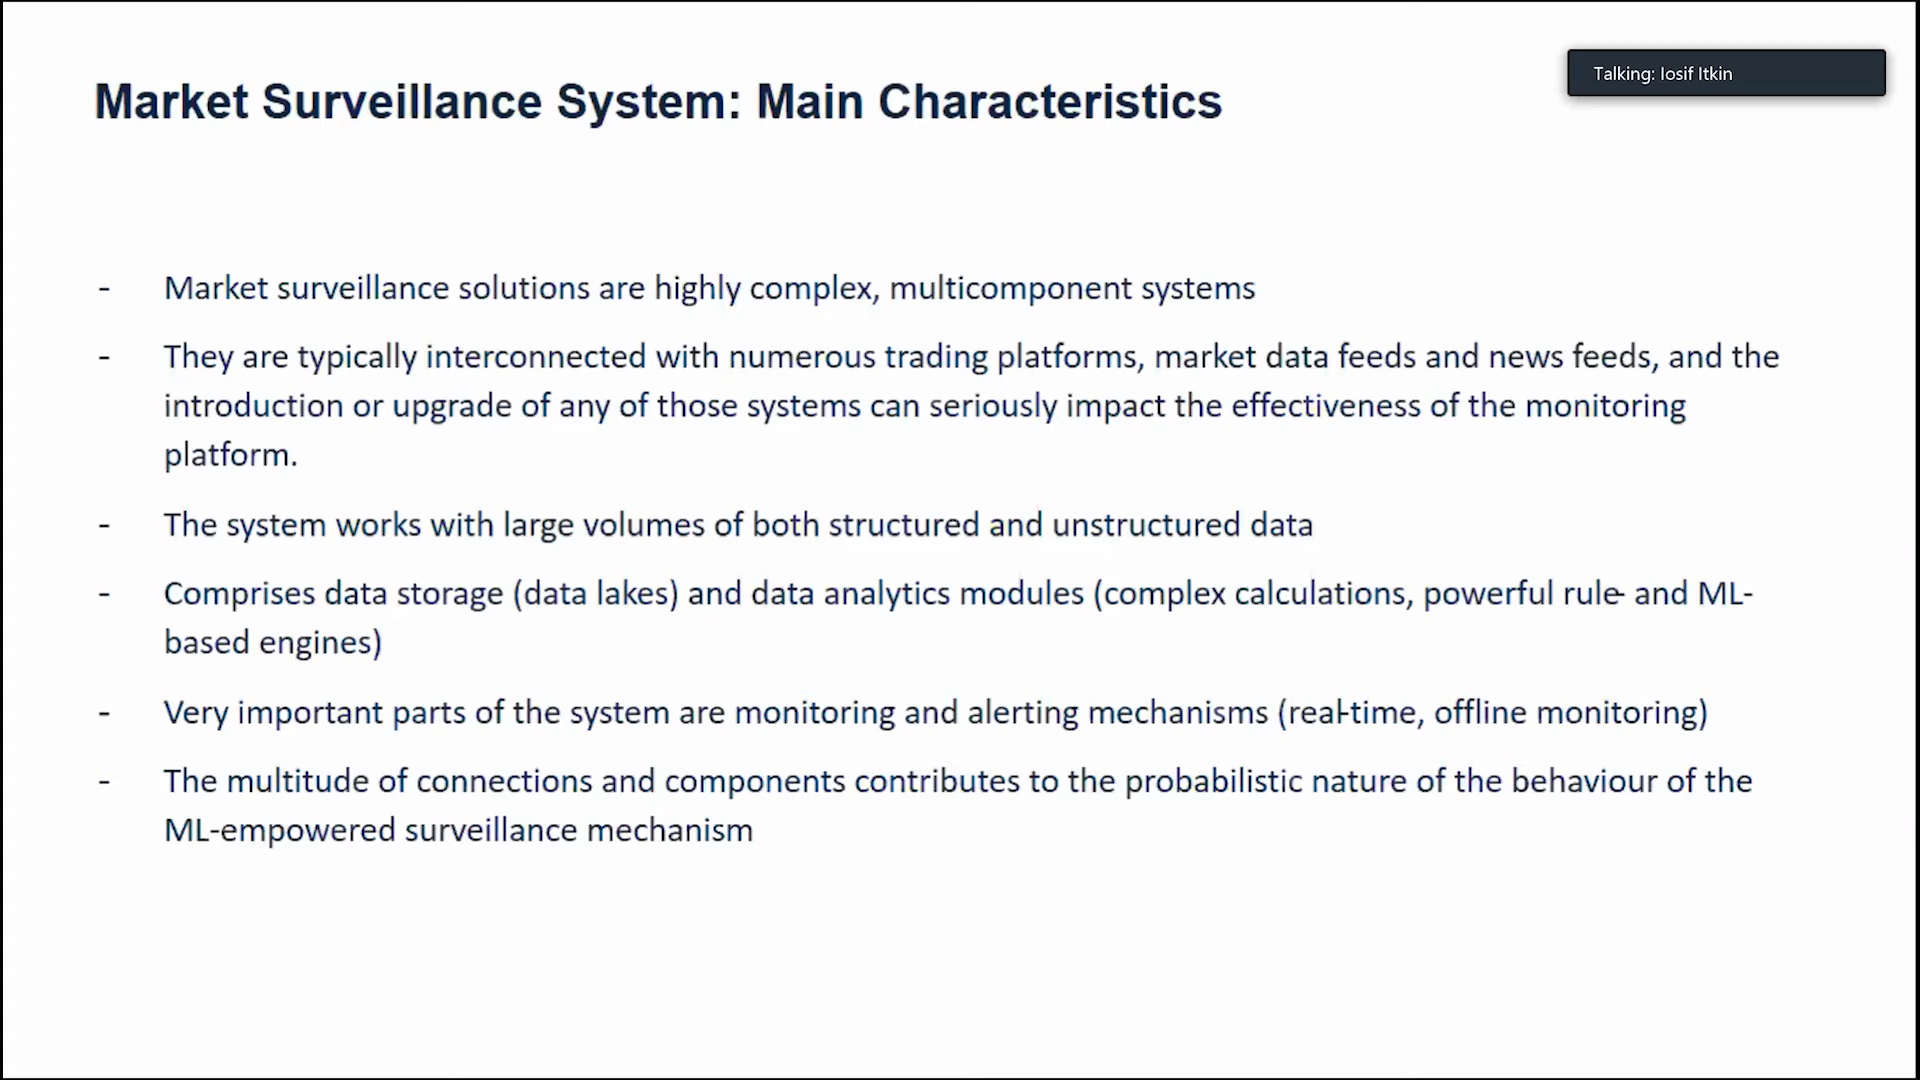 Market Surveillance System: Main Characteristics
Talking: Iosif Itkin
- Market surveillance solutions are highly complex, multicomponent systems
- They are typically interconnected with numerous trading platforms, market data feeds and news feeds, and the
introduction or upgrade of any of those systems can seriously impact the effectiveness of the monitoring
platform.
- The system works with large volumes of both structured and unstructured data
- Comprises data storage (data lakes) and data analytics modules (complex calculations, powerful rule- and ML-
based engines)
- Very important parts of the system are monitoring and alerting mechanisms (real-time, offline monitoring)
- The multitude of connections and components contributes to the probabilistic nature of the behaviour of the
ML-empowered surveillance mechanism